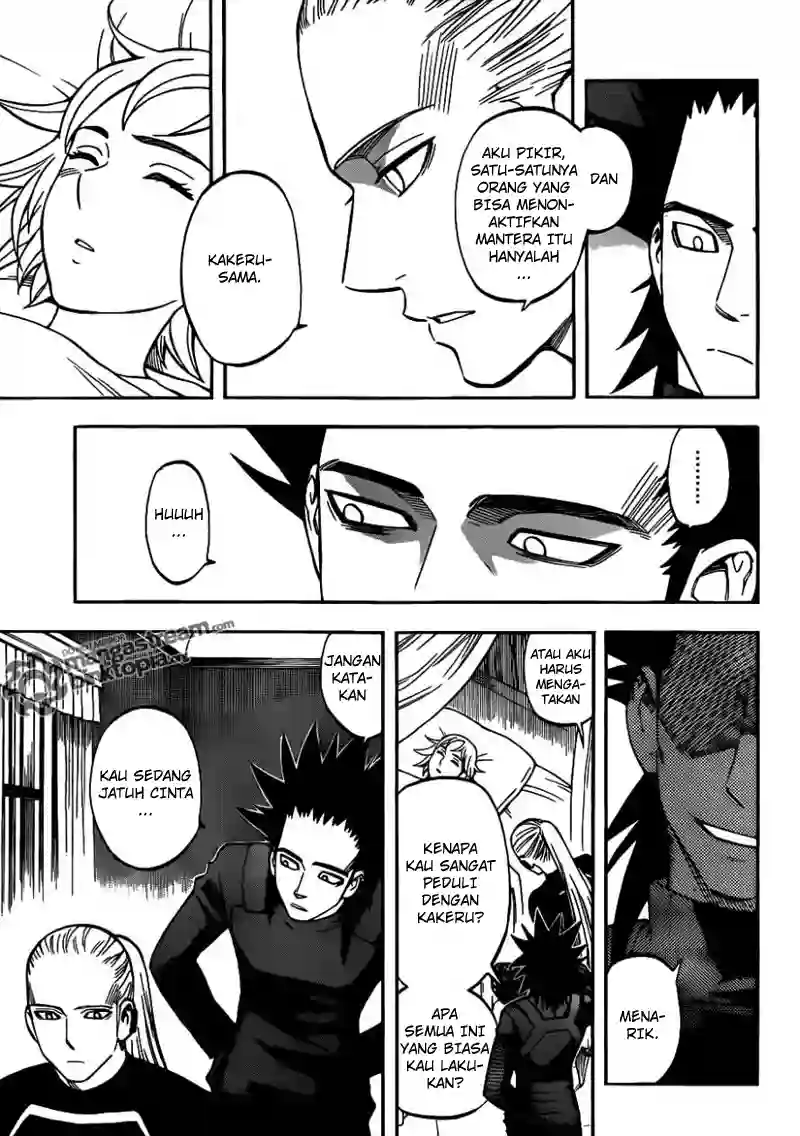 DAN
AKU PIKIR,
SATU-SATUNYA
ORANG YANG
BISA MENON-
AKTIFKAN
MANTERA ITU
HANYALAH
...
KAKERU-
SAMA.
.........
HUUUH
...
MENA-
RIK.
ATAU AKU
HARUS
MENGA-
TAKAN
KENAPA
KAU SANGAT
PEDULI
DENGAN
KAKERU?
APA
SEMUA INI
YANG BIASA
KAU LAKU-
KAN?
JANGAN
KATA-
KAN
KAU SEDANG
JATUH CINTA
...
mangastream.com